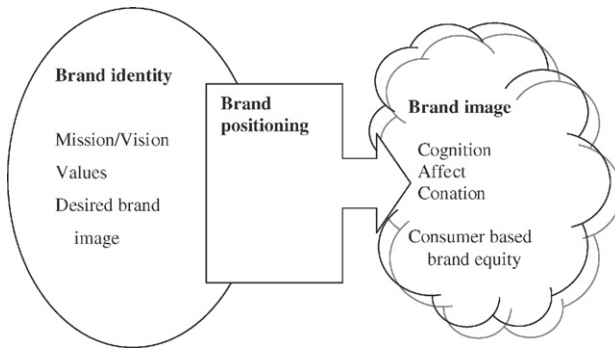 Brand identity
Mission/Vision
Values
Desired brand
image
Brand
positioning
Brand image
Cognition
Affect
Conation
Consumer based
brand equity